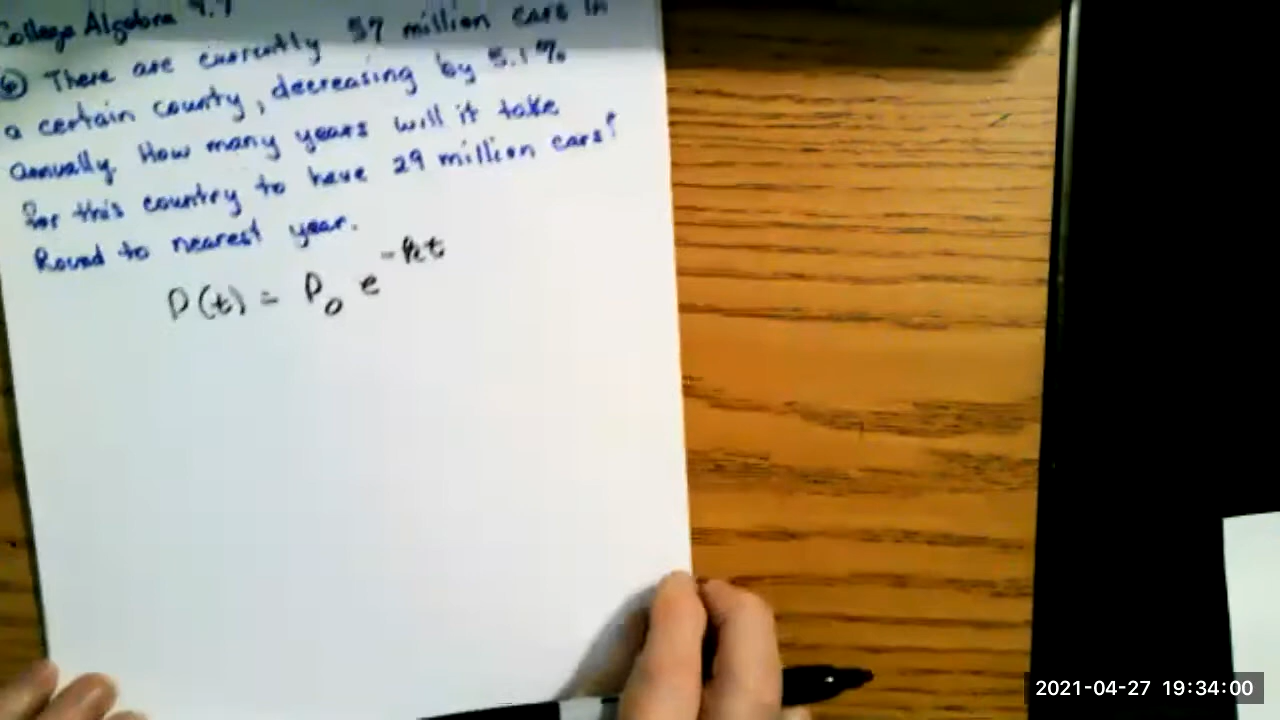 College Algebra 4.7
⑥ There are currently 57 million cars in
a certain county, decreasing by 5.1%
annually. How many years will it take
for this country to have 29 million cars?
Round to nearest year.
P(t) = P₀ e^(-kt)
2021-04-27 19:34:00